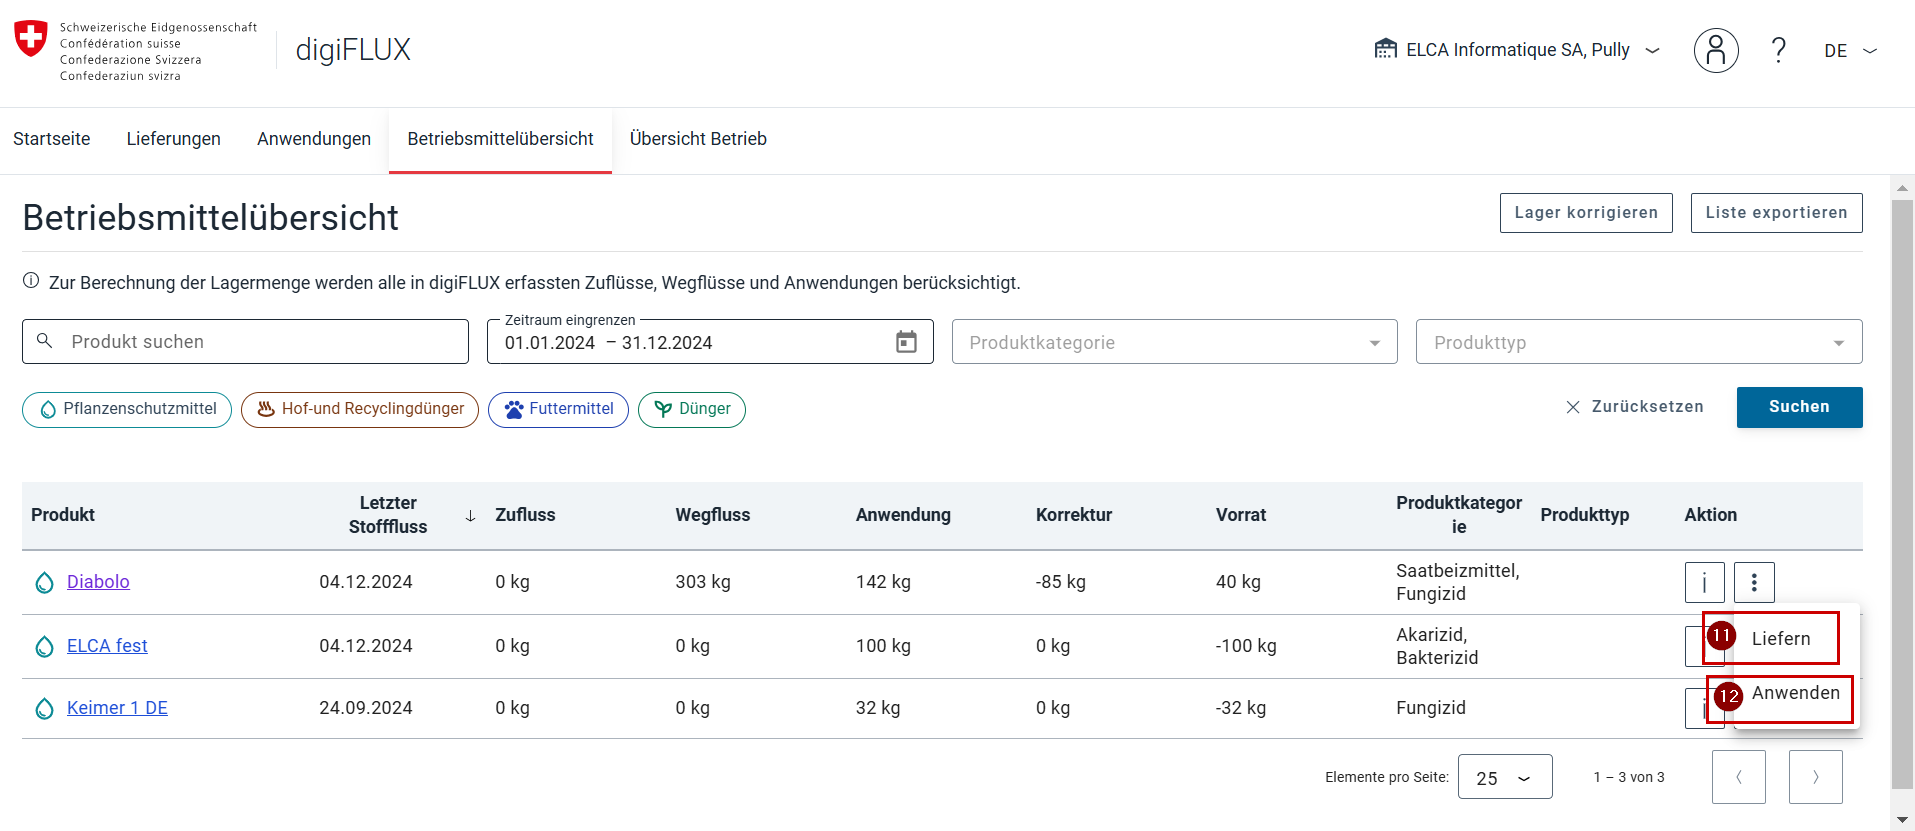 Schweizerische Eidgenossenschaft
Confédération suisse
Confederazione Svizzera
Confederaziun svizra
digiFLUX
ELCA Informatique SA, Pully
?
DE
Startseite Lieferungen Anwendungen Betriebsmittelübersicht Übersicht Betrieb
Betriebsmittelübersicht
Lager korrigieren Liste exportieren
Zur Berechnung der Lagermenge werden alle in digiFLUX erfassten Zuflüsse, Wegflüsse und Anwendungen berücksichtigt.
Produkt suchen
Zeitraum eingrenzen
01.01.2024 – 31.12.2024
Produktkategorie
Produkttyp
Pflanzenschutzmittel Hof-und Recyclingdünger Futtermittel Dünger
Zurücksetzen Suchen
Produkt Letzter Stofffluss Zufluss Wegfluss Anwendung Korrektur Vorrat Produktkategorie Produkttyp Aktion
Diabolo 04.12.2024 0 kg 303 kg 142 kg -85 kg 40 kg Saatbeizmittel, Fungizid i
ELCA fest 04.12.2024 0 kg 0 kg 100 kg 0 kg -100 kg Akarizid, Bakterizid
11 Liefern
Keimer 1 DE 24.09.2024 0 kg 0 kg 32 kg 0 kg -32 kg Fungizid i
12 Anwenden
Elemente pro Seite: 25 1 – 3 von 3